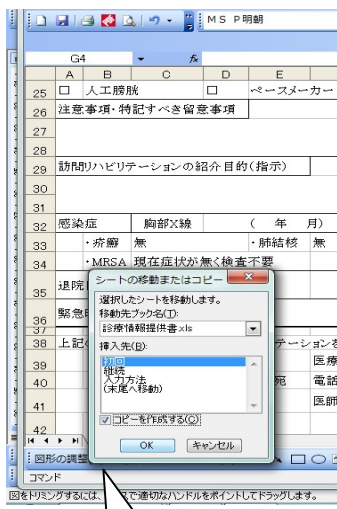 MS P明朝
G4
fx
A B C D E
25 □ 人工膀胱 □ ペースメーカー
26 注意事項・特記すべき留意事項
27
28
29 訪問リハビリテーションの紹介目的(指示)
30
31
32 感染症 胸部X線 ( 年 月)
33 ・疥癬 無 ・肺結核 無
34 ・MRSA 現在症状が無く検査不要
35 退院
36 緊急
37
38 上記 ンを
39 医療
40 宛 電話
41 医師
42
シートの移動またはコピー
選択したシートを移動します。
移動先ブック名(T):
診療情報提供書.xls
挿入先(B):
初回
継続
入力方法
(末尾へ移動)
コピーを作成する(C)
OK キャンセル
図形の調整
コマンド
図をトリミングするには、 で適切なハンドルをポイントしてドラッグします。